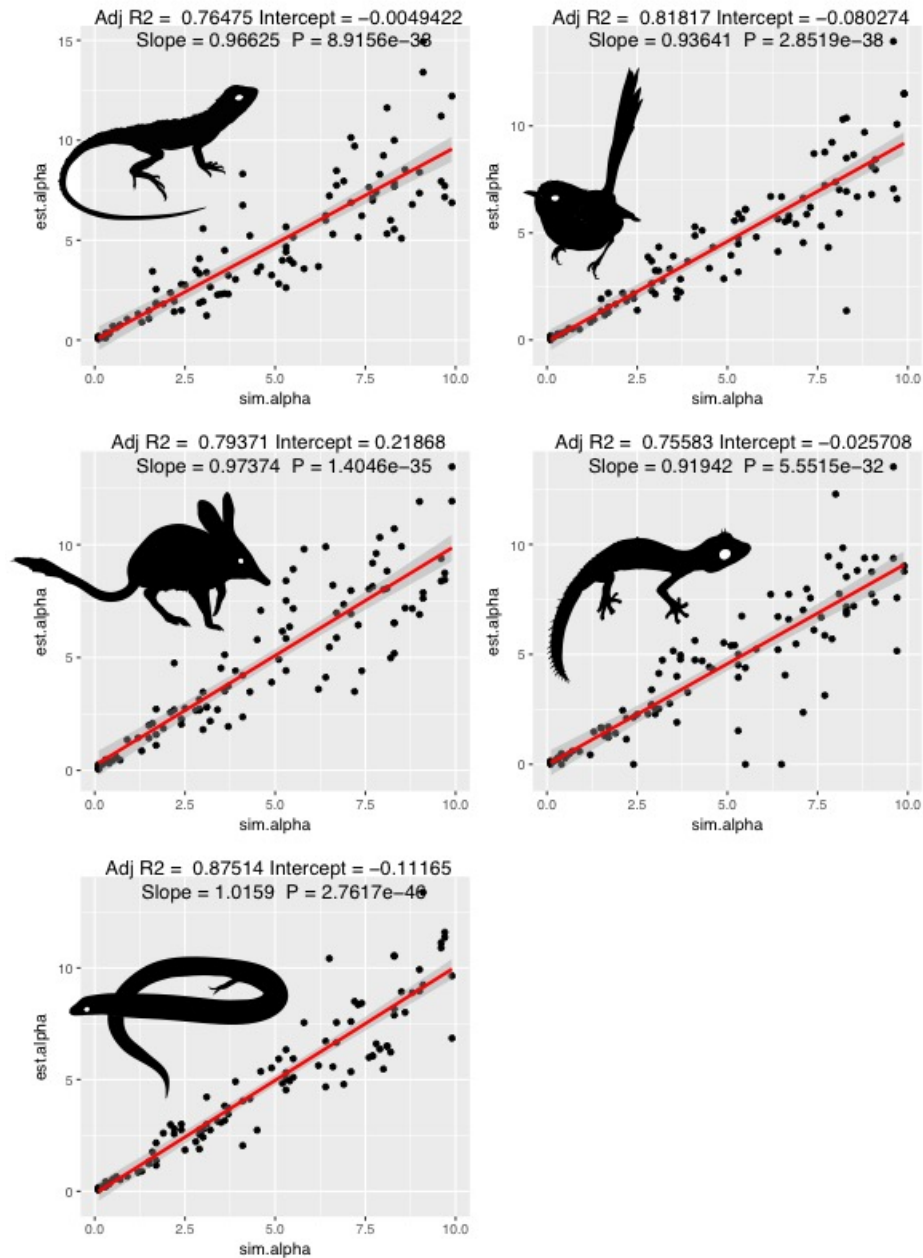 Adj R2 = 0.76475 Intercept = −0.0049422
Slope = 0.96625 P = 8.9156e−33
15
10
5
0
est.alpha
0.0 2.5 5.0 7.5 10.0
sim.alpha
Adj R2 = 0.81817 Intercept = −0.080274
Slope = 0.93641 P = 2.8519e−38
10
5
0
est.alpha
0.0 2.5 5.0 7.5 10.0
sim.alpha
Adj R2 = 0.79371 Intercept = 0.21868
Slope = 0.97374 P = 1.4046e−35
10
5
0
est.alpha
0.0 2.5 5.0 7.5 10.0
sim.alpha
Adj R2 = 0.75583 Intercept = −0.025708
Slope = 0.91942 P = 5.5515e−32
10
5
0
est.alpha
0.0 2.5 5.0 7.5 10.0
sim.alpha
Adj R2 = 0.87514 Intercept = −0.11165
Slope = 1.0159 P = 2.7617e−46
10
5
0
est.alpha
0.0 2.5 5.0 7.5 10.0
sim.alpha